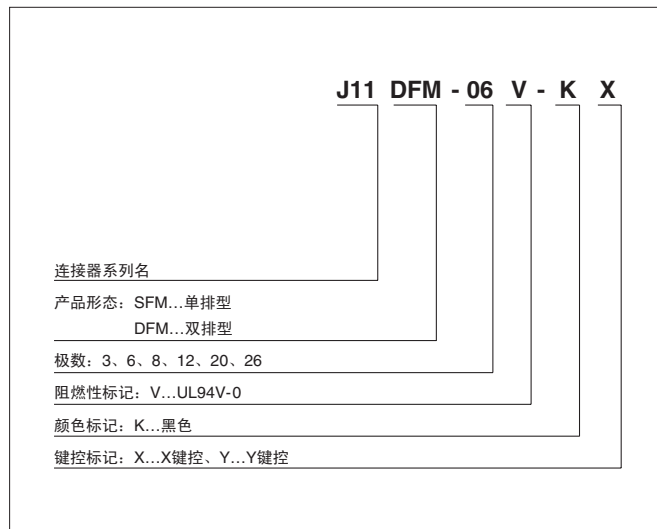 J11 DFM - 06 V - K X
连接器系列名
产品形态：SFM…单排型
DFM…双排型
极数：3、6、8、12、20、26
阻燃性标记：V…UL94V-0
颜色标记：K…黑色
键控标记：X…X键控、Y…Y键控